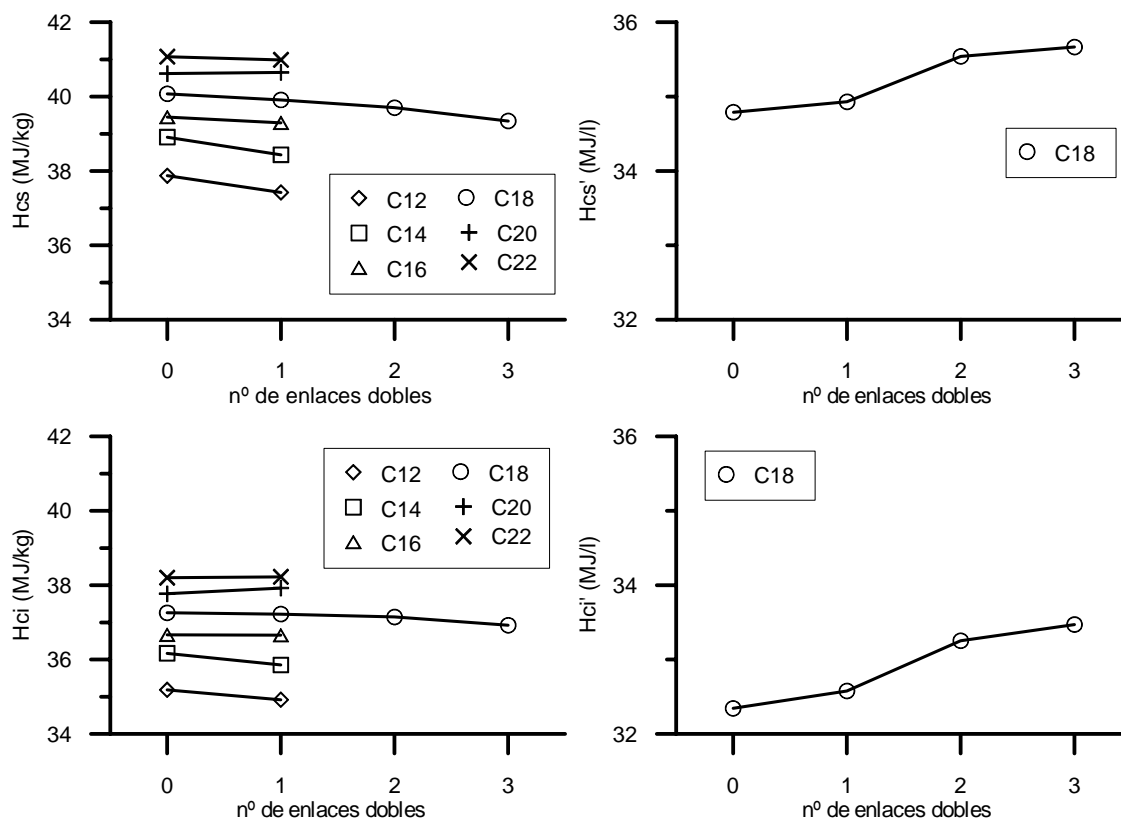 42
40
38
36
34
Hcs (MJ/kg)
C12
C18
C14
C20
C16
C22
0
1
2
3
nº de enlaces dobles
36
34
32
Hcs' (MJ/l)
C18
0
1
2
3
nº de enlaces dobles
42
40
38
36
34
Hci (MJ/kg)
C12
C18
C14
C20
C16
C22
0
1
2
3
nº de enlaces dobles
36
34
32
Hci' (MJ/l)
C18
0
1
2
3
nº de enlaces dobles